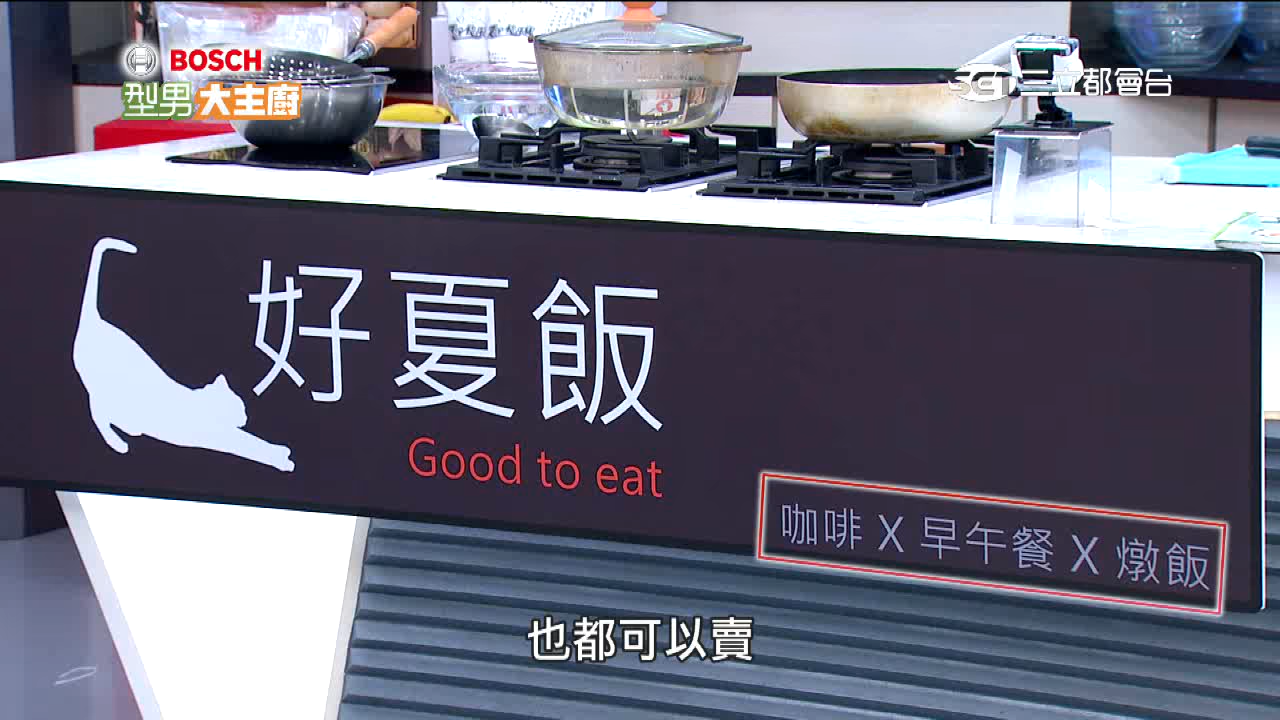 BOSCH
型男大主廚
三立都會台
好夏飯
Good to eat
咖啡 X 早午餐 X 燉飯
也都可以賣